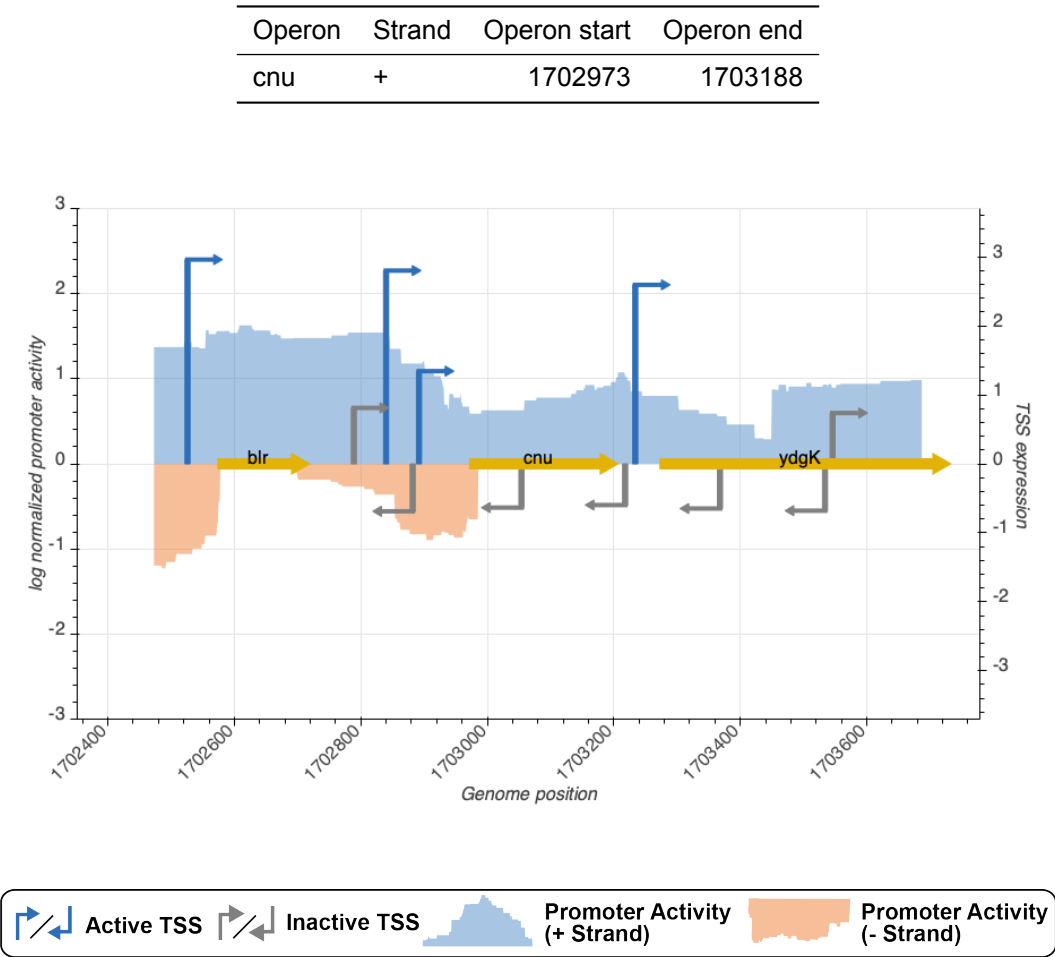 Operon Strand Operon start Operon end
cnu + 1702973 1703188
3
2
1
0
-1
-2
-3
log normalized promoter activity
3
2
1
0
-1
-2
-3
TSS expression
blr cnu ydgK
1702400 1702600 1702800 1703000 1703200 1703400 1703600
Genome position
Active TSS
Inactive TSS
Promoter Activity
(+ Strand)
Promoter Activity
(- Strand)